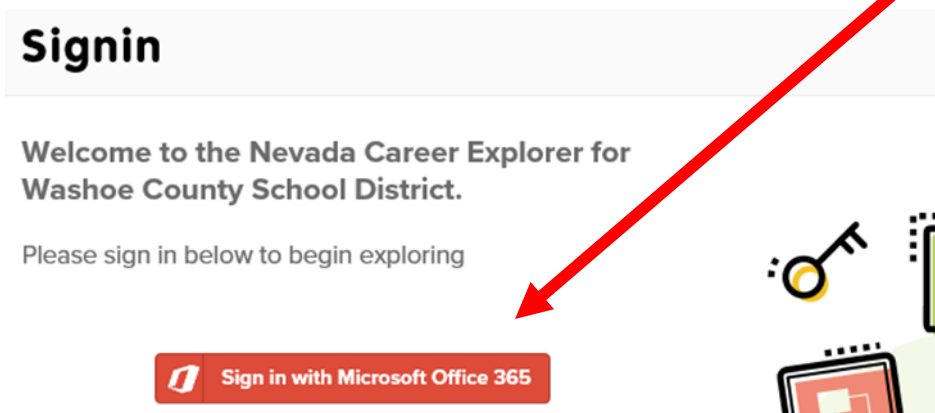 Signin
Welcome to the Nevada Career Explorer for
Washoe County School District.
Please sign in below to begin exploring
Sign in with Microsoft Office 365